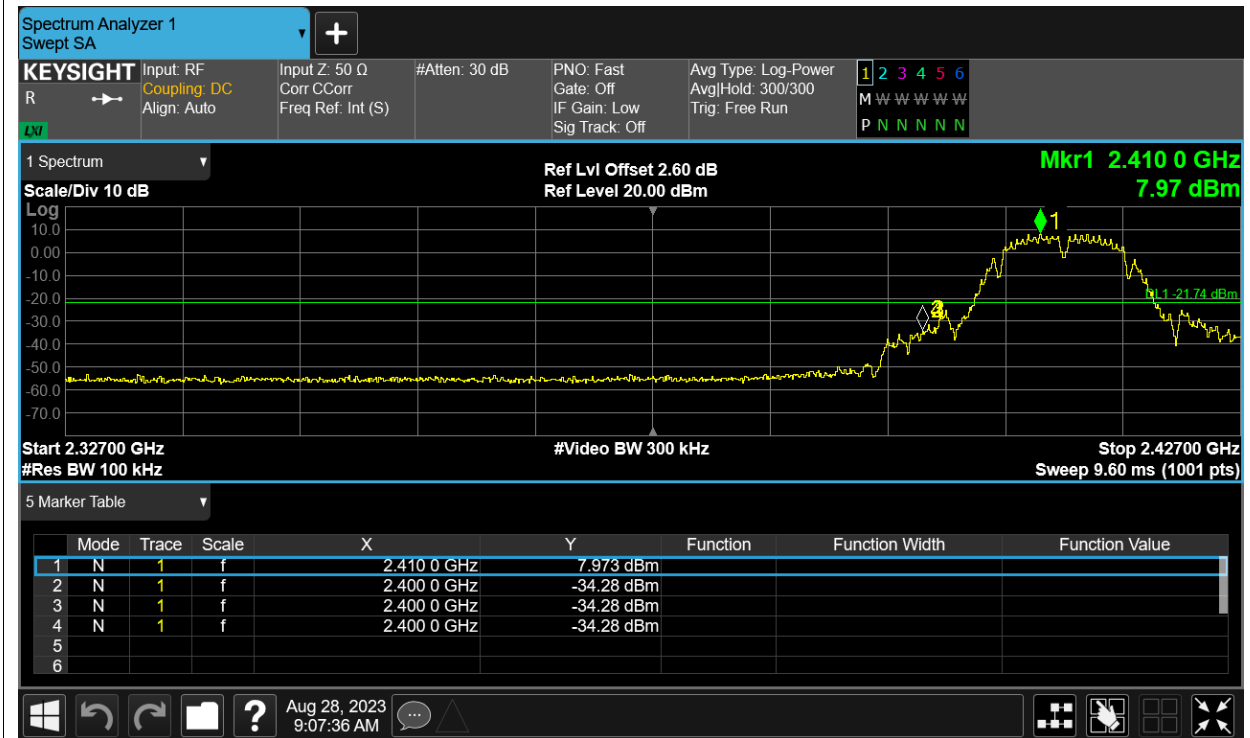 Spectrum Analyzer 1
Swept SA
KEYSIGHT
R
LXI
Input: RF
Coupling: DC
Align: Auto
Input Z: 50 Ω
Corr CCorr
Freq Ref: Int (S)
#Atten: 30 dB
PNO: Fast
Gate: Off
IF Gain: Low
Sig Track: Off
Avg Type: Log-Power
Avg|Hold: 300/300
Trig: Free Run
1 2 3 4 5 6
M W W W W W
P N N N N N
1 Spectrum
Scale/Div 10 dB
Ref Lvl Offset 2.60 dB
Ref Level 20.00 dBm
Mkr1 2.410 0 GHz
7.97 dBm
Log
10.0
0.00
-10.0
-20.0
-30.0
-40.0
-50.0
-60.0
-70.0
1
DL1 -21.74 dBm
Start 2.32700 GHz
#Video BW 300 kHz
Stop 2.42700 GHz
#Res BW 100 kHz
Sweep 9.60 ms (1001 pts)
5 Marker Table
Mode Trace Scale X Y Function Function Width Function Value
1 N 1 f 2.410 0 GHz 7.973 dBm
2 N 1 f 2.400 0 GHz -34.28 dBm
3 N 1 f 2.400 0 GHz -34.28 dBm
4 N 1 f 2.400 0 GHz -34.28 dBm
5
6
?
Aug 28, 2023
9:07:36 AM